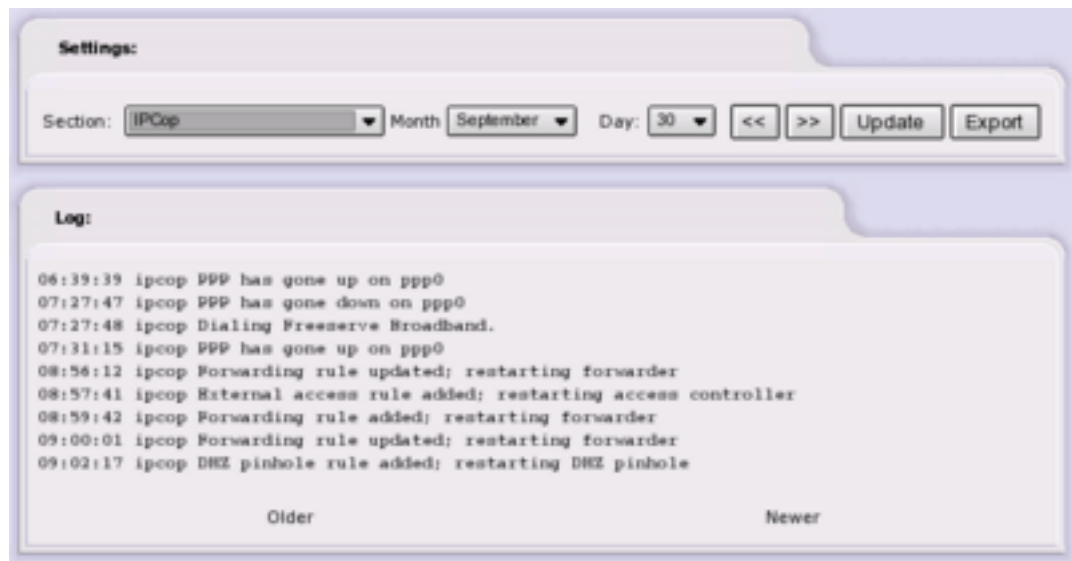 Settings:
Section: IPCop Month September Day: 30 << >> Update Export
Log:
06:39:39 ipcop PPP has gone up on ppp0
07:27:47 ipcop PPP has gone down on ppp0
07:27:48 ipcop Dialing Freeserve Broadband.
07:31:15 ipcop PPP has gone up on ppp0
08:56:12 ipcop Forwarding rule updated; restarting forwarder
08:57:41 ipcop External access rule added; restarting access controller
08:59:42 ipcop Forwarding rule added; restarting forwarder
09:00:01 ipcop Forwarding rule updated; restarting forwarder
09:02:17 ipcop DMZ pinhole rule added; restarting DMZ pinhole
Older Newer